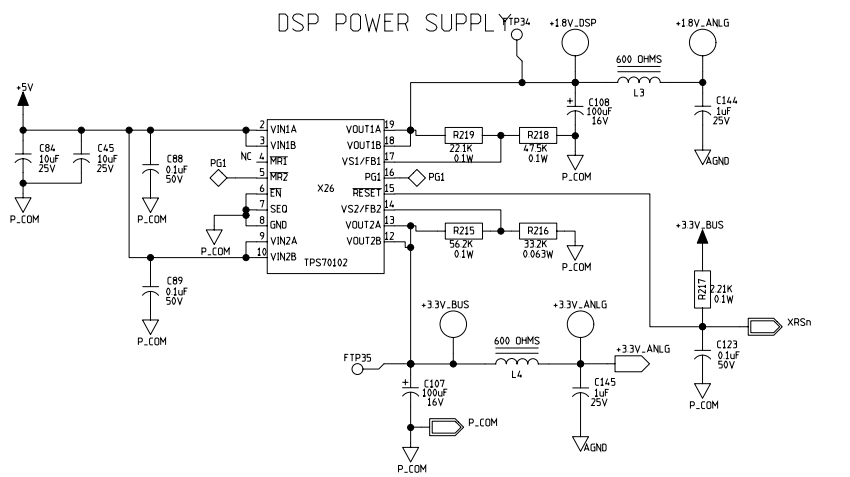 DSP POWER SUPPLY
FTP34
+1.8V_DSP
+1.8V_ANLG
600 OHMS
L3
+5V
C108
100uF
16V
C144
1uF
25V
AGND
P_COM
C84
10uF
25V
C45
10uF
25V
C88
0.1uF
50V
P_COM
P_COM
NC
PG1
2 VIN1A
3 VIN1B
4 MR1
5 MR2
6 EN
7 SEQ
8 GND
9 VIN2A
10 VIN2B
X26
TPS70102
VOUT1A 19
VOUT1B 18
VS1/FB1 17
PG1 16
RESET 15
VS2/FB2 14
VOUT2A 13
VOUT2B 12
PG1
R219
22.1K
0.1W
R218
47.5K
0.1W
R215
56.2K
0.1W
R216
33.2K
0.063W
P_COM
P_COM
C89
0.1uF
50V
P_COM
+3.3V_BUS
R217
2.21K
0.1W
XRSn
C123
0.1uF
50V
P_COM
+3.3V_BUS
+3.3V_ANLG
600 OHMS
L4
+3.3V_ANLG
FTP35
C107
100uF
16V
P_COM
P_COM
C145
1uF
25V
AGND